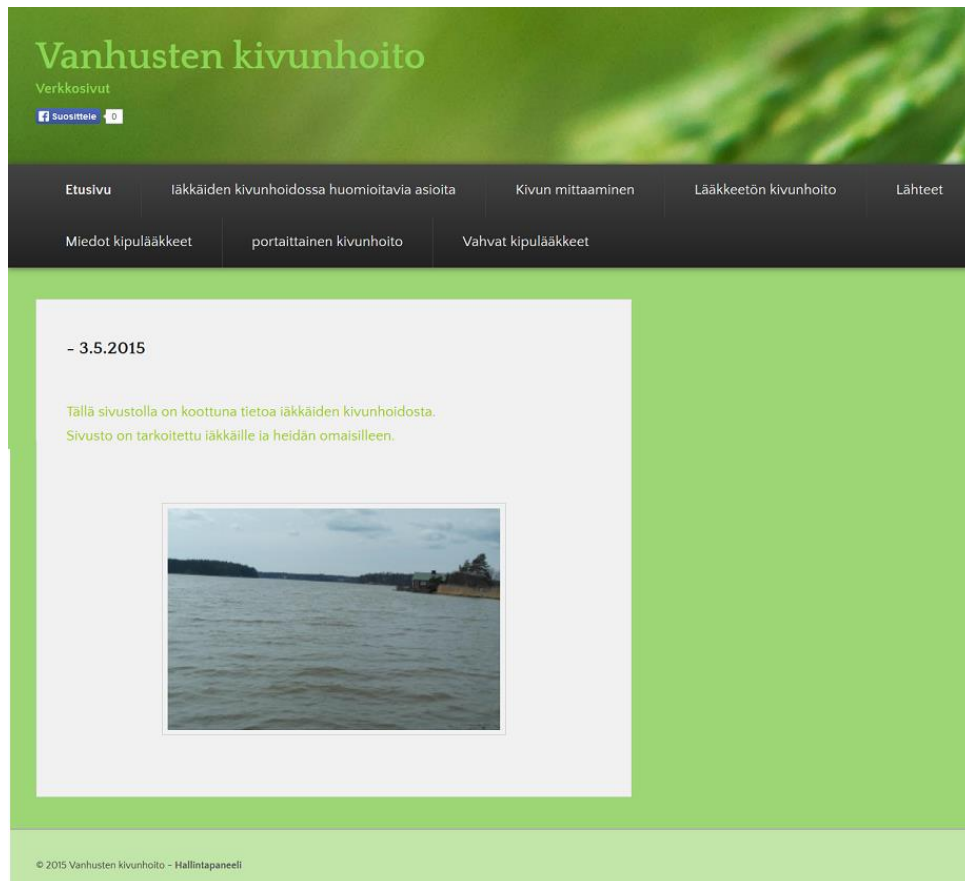 Vanhusten kivunhoito
Verkkosivut
Suosittele 0
Etusivu Iäkkäiden kivunhoidossa huomioitavia asioita Kivun mittaaminen Lääkkeetön kivunhoito Lähteet
Miedot kipulääkkeet portaittainen kivunhoito Vahvat kipulääkkeet
- 3.5.2015
Tällä sivustolla on koottuna tietoa iäkkäiden kivunhoidosta.
Sivusto on tarkoitettu iäkkäille ja heidän omaisilleen.
© 2015 Vanhusten kivunhoito - Hallintapaneeli